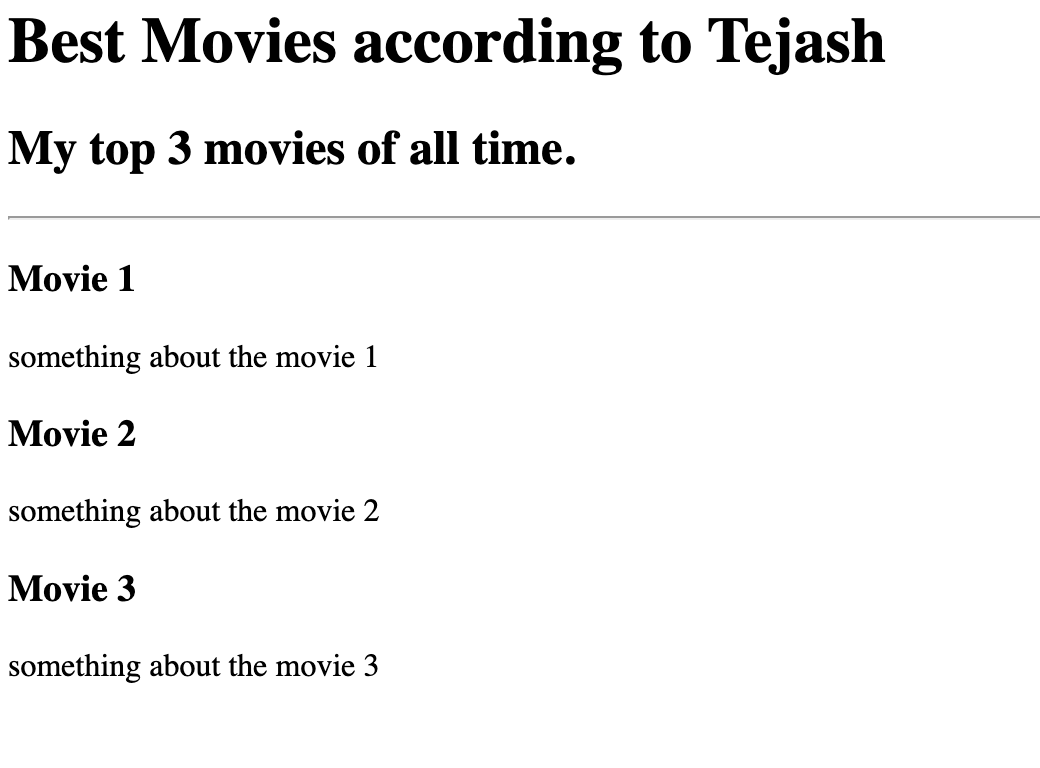 Best Movies according to Tejash
My top 3 movies of all time.
Movie 1
something about the movie 1
Movie 2
something about the movie 2
Movie 3
something about the movie 3